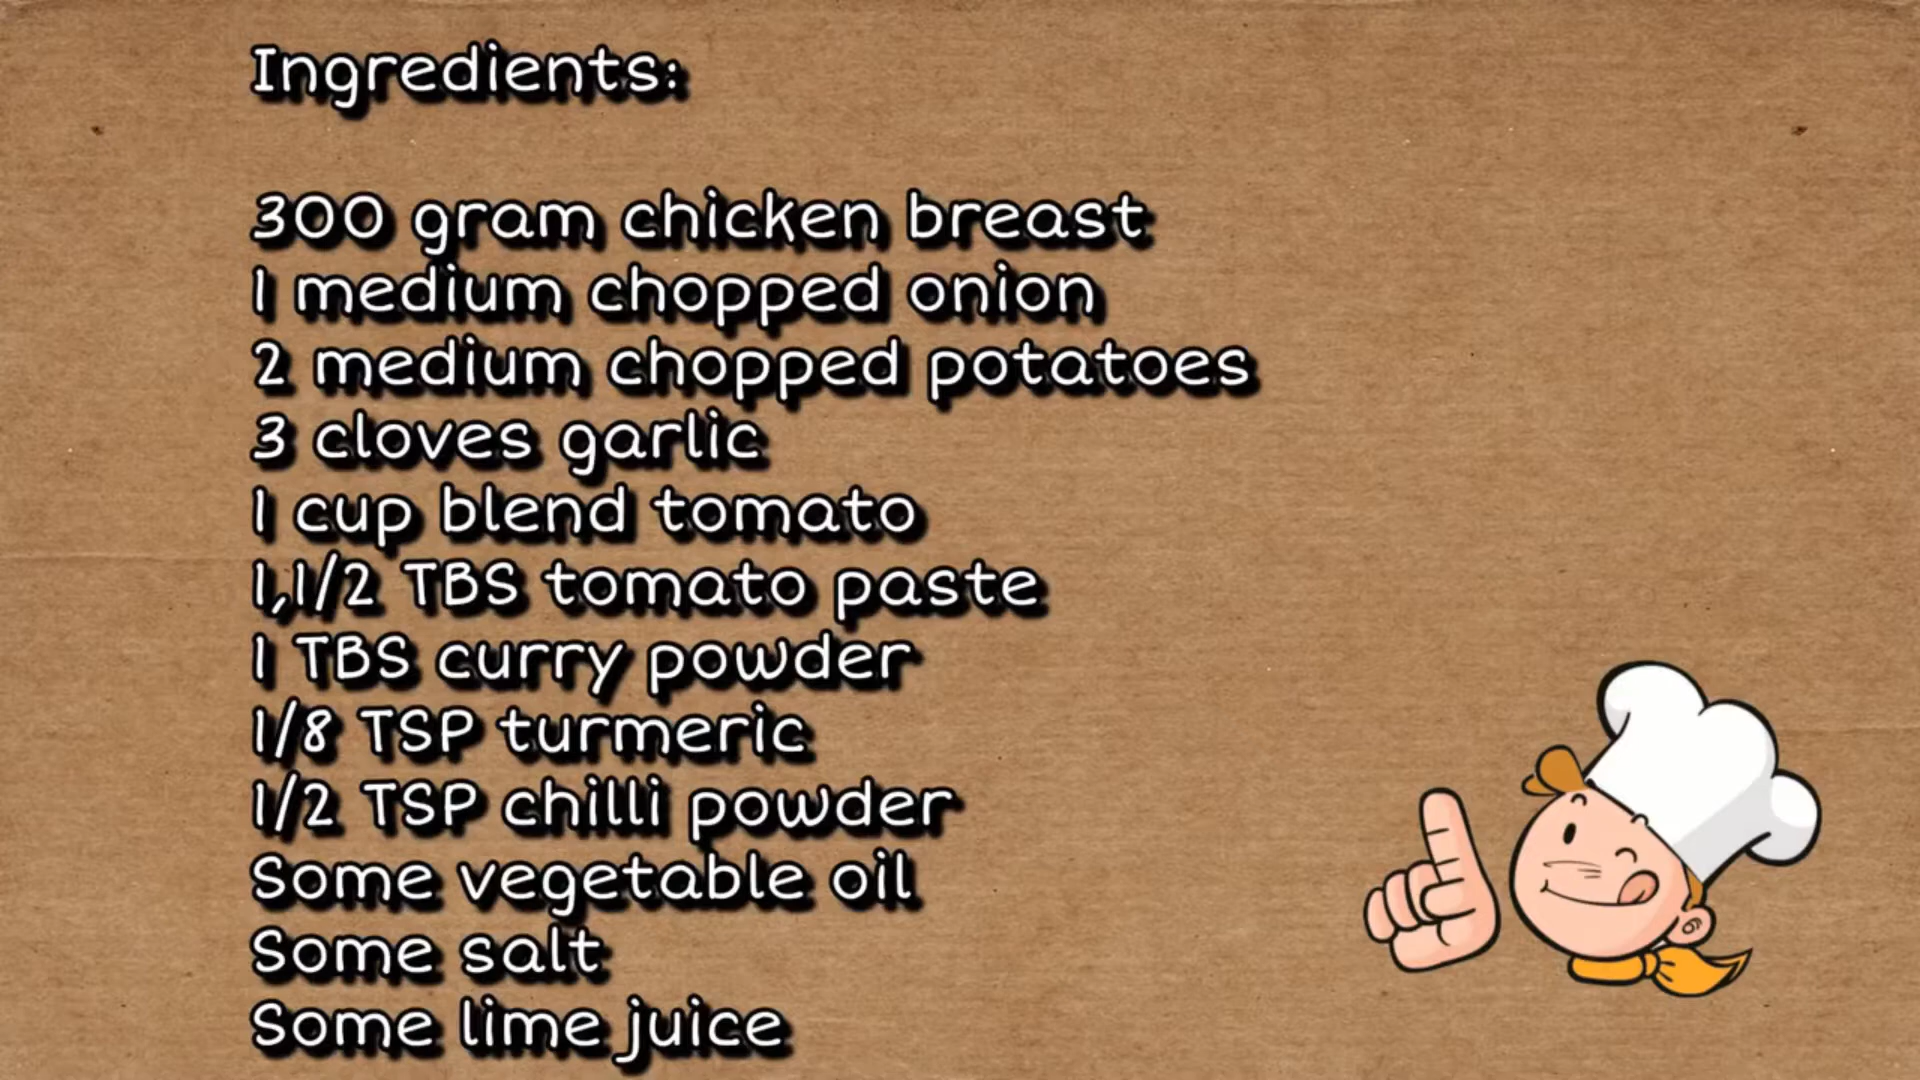 Ingredients:
300 gram chicken breast
1 medium chopped onion
2 medium chopped potatoes
3 cloves garlic
1 cup blend tomato
1,1/2 TBS tomato paste
1 TBS curry powder
1/8 TSP turmeric
1/2 TSP chilli powder
Some vegetable oil
Some salt
Some lime juice